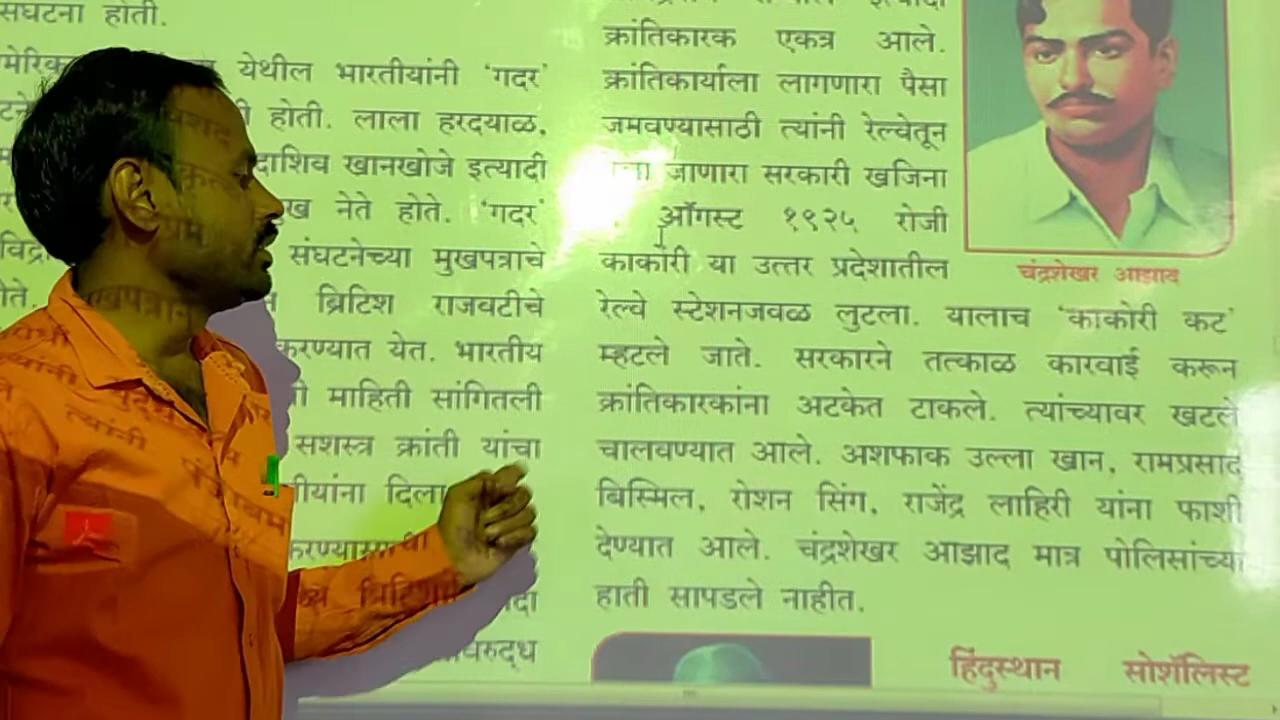 संघटना होती.
येथील भारतीयांनी 'गदर'
होती. लाला हरदयाळ,
खानखोजे इत्यादी
नेते होते. 'गदर'
संघटनेच्या मुखपत्राचे
ब्रिटिश राजवटीचे
करण्यात येत. भारतीय
माहिती सांगितली
सशस्त्र क्रांती यांचा
दिला
क्रांतिकारक एकत्र आले.
क्रांतिकार्याला लागणारा पैसा
जमवण्यासाठी त्यांनी रेल्वेतून
जाणारा सरकारी खजिना
ऑगस्ट १९२५ रोजी
काकोरी या उत्तर प्रदेशातील
रेल्वे स्टेशनजवळ लुटला. यालाच 'काकोरी कट'
म्हटले जाते. सरकारने तत्काळ कारवाई करून
क्रांतिकारकांना अटकेत टाकले. त्यांच्यावर खटले
चालवण्यात आले. अशफाक उल्ला खान, रामप्रसाद
बिस्मिल, रोशन सिंग, राजेंद्र लाहिरी यांना फाशी
देण्यात आले. चंद्रशेखर आझाद मात्र पोलिसांच्या
हाती सापडले नाहीत.
चंद्रशेखर आझाद
हिंदुस्थान सोशॅलिस्ट